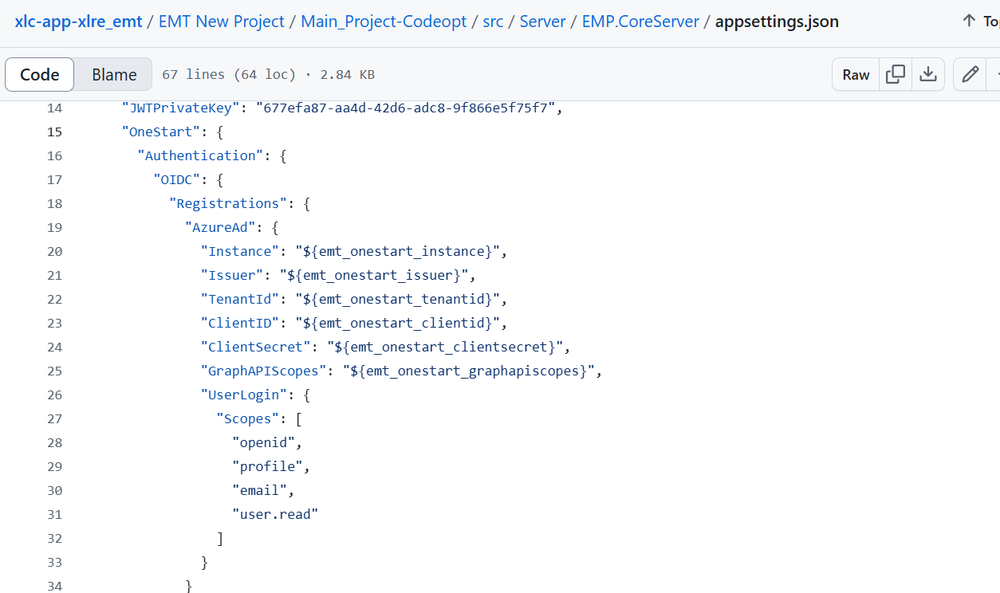 xlc-app-xlre_emt / EMT New Project / Main_Project-Codeopt / src / Server / EMP.CoreServer / appsettings.json
Code Blame 67 lines (64 loc) · 2.84 KB Raw
14 "JWTPrivateKey": "677efa87-aa4d-42d6-adc8-9f866e5f75f7",
15 "OneStart": {
16 "Authentication": {
17 "OIDC": {
18 "Registrations": {
19 "AzureAd": {
20 "Instance": "${emt_onestart_instance}",
21 "Issuer": "${emt_onestart_issuer}",
22 "TenantId": "${emt_onestart_tenantid}",
23 "ClientID": "${emt_onestart_clientid}",
24 "ClientSecret": "${emt_onestart_clientsecret}",
25 "GraphAPIScopes": "${emt_onestart_graphapiscopes}",
26 "UserLogin": {
27 "Scopes": [
28 "openid",
29 "profile",
30 "email",
31 "user.read"
32 ]
33 }
34 }